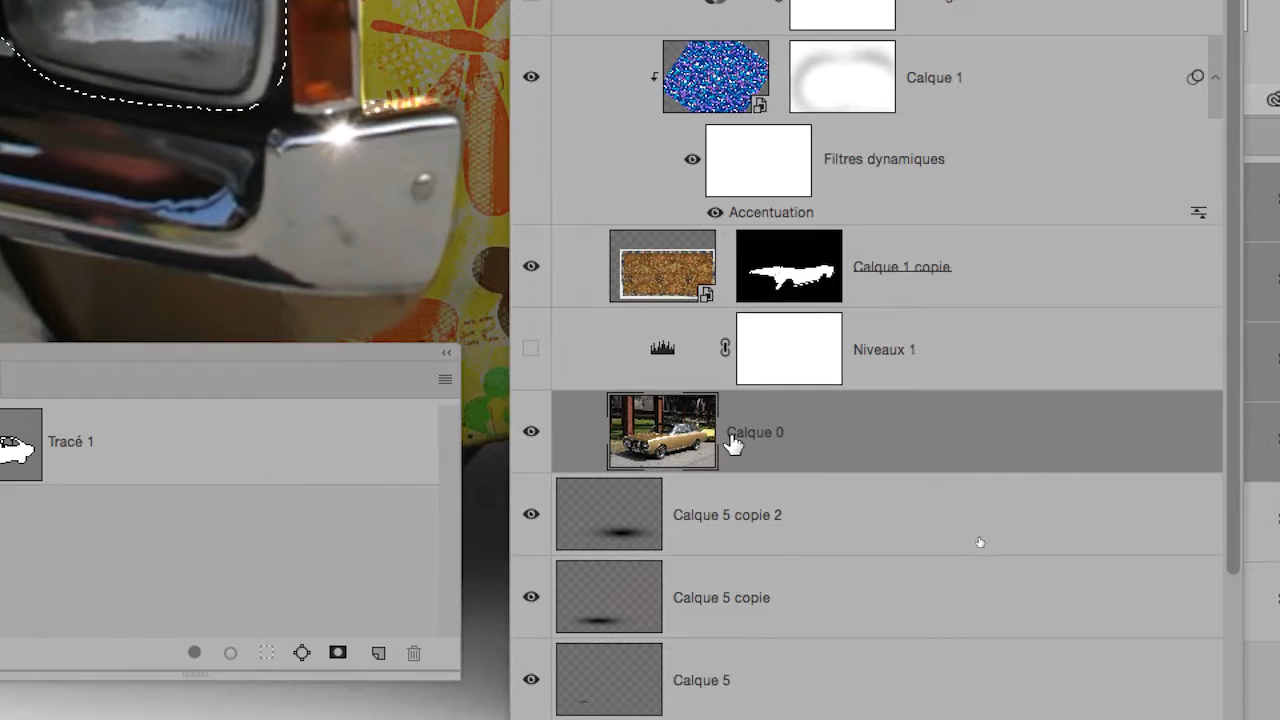 Calque 1
Filtres dynamiques
Accentuation
Calque 1 copie
Niveaux 1
Calque 0
Tracé 1
Calque 5 copie 2
Calque 5 copie
Calque 5